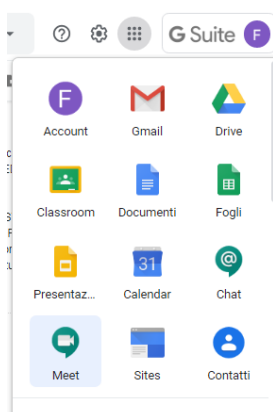 G Suite F
F
Account Gmail Drive
Classroom Documenti Fogli
31
Presentaz... Calendar Chat
Meet Sites Contatti